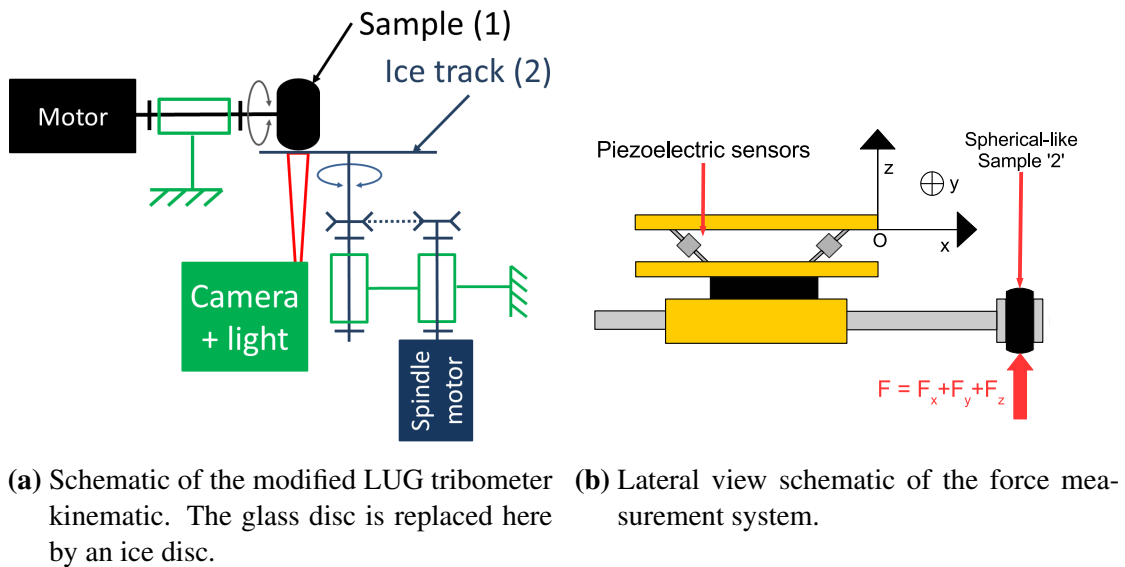 Sample (1)
Ice track (2)
Motor
Camera
+ light
Spindle
motor
Piezoelectric sensors
z
y
O
x
Spherical-like
Sample '2'
F = Fx+Fy+Fz
(a) Schematic of the modified LUG tribometer
kinematic. The glass disc is replaced here
by an ice disc.
(b) Lateral view schematic of the force mea-
surement system.